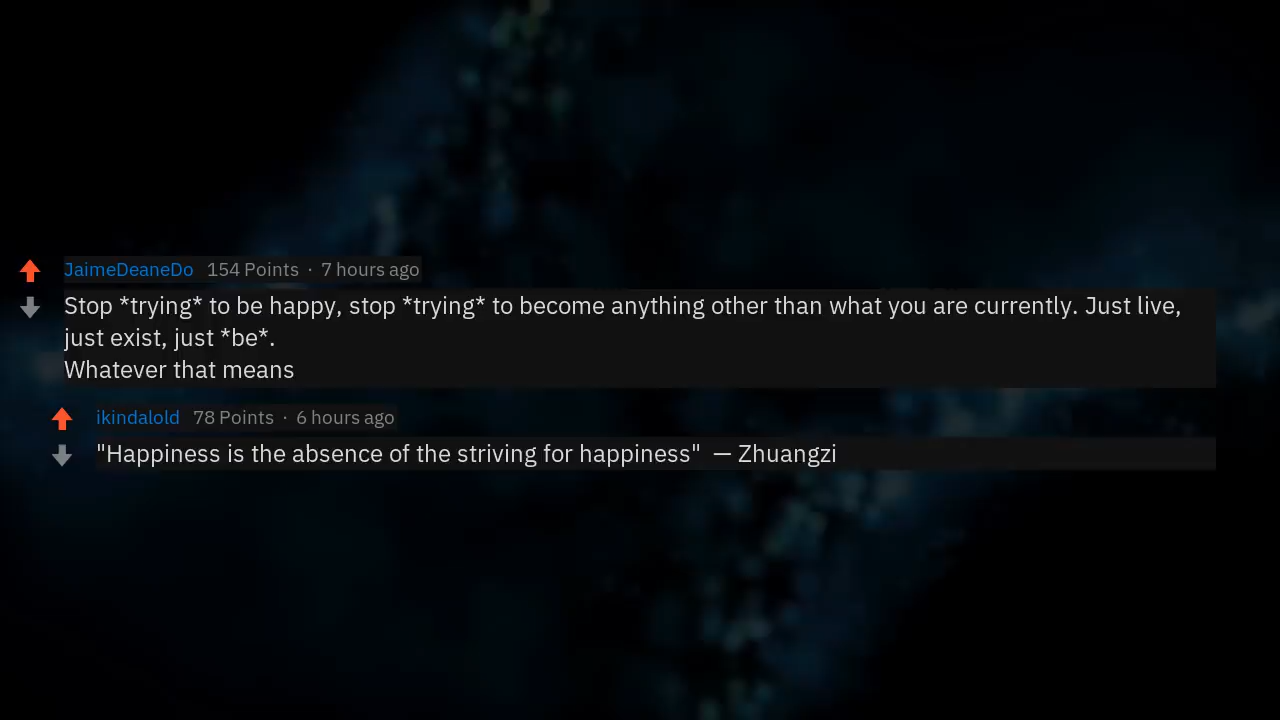 JaimeDeaneDo 154 Points · 7 hours ago
Stop *trying* to be happy, stop *trying* to become anything other than what you are currently. Just live,
just exist, just *be*.
Whatever that means
ikindalold 78 Points · 6 hours ago
"Happiness is the absence of the striving for happiness"  — Zhuangzi